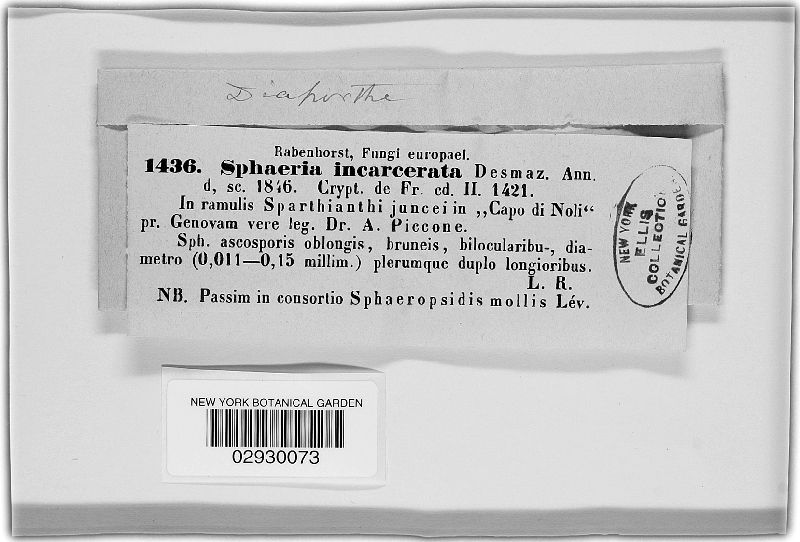 Diaporthe
Rabenhorst, Fungi europaei.
1436. Sphaeria incarcerata Desmaz. Ann.
d, sc. 1846. Crypt. de Fr. ed. II. 1421.
In ramulis Sparthianthi juncei in „Capo di Noli“
pr. Genovam vere leg. Dr. A. Piccone.
Sph. ascosporis oblongis, bruneis, bilocularibu-, dia-
metro (0,011—0,15 millim.) plerumque duplo longioribus.
L. R.
NB. Passim in consortio Sphaeropsidis mollis Lév.
NEW YORK
ELLIS
COLLECTION
BOTANICAL GARDEN
NEW YORK BOTANICAL GARDEN
02930073